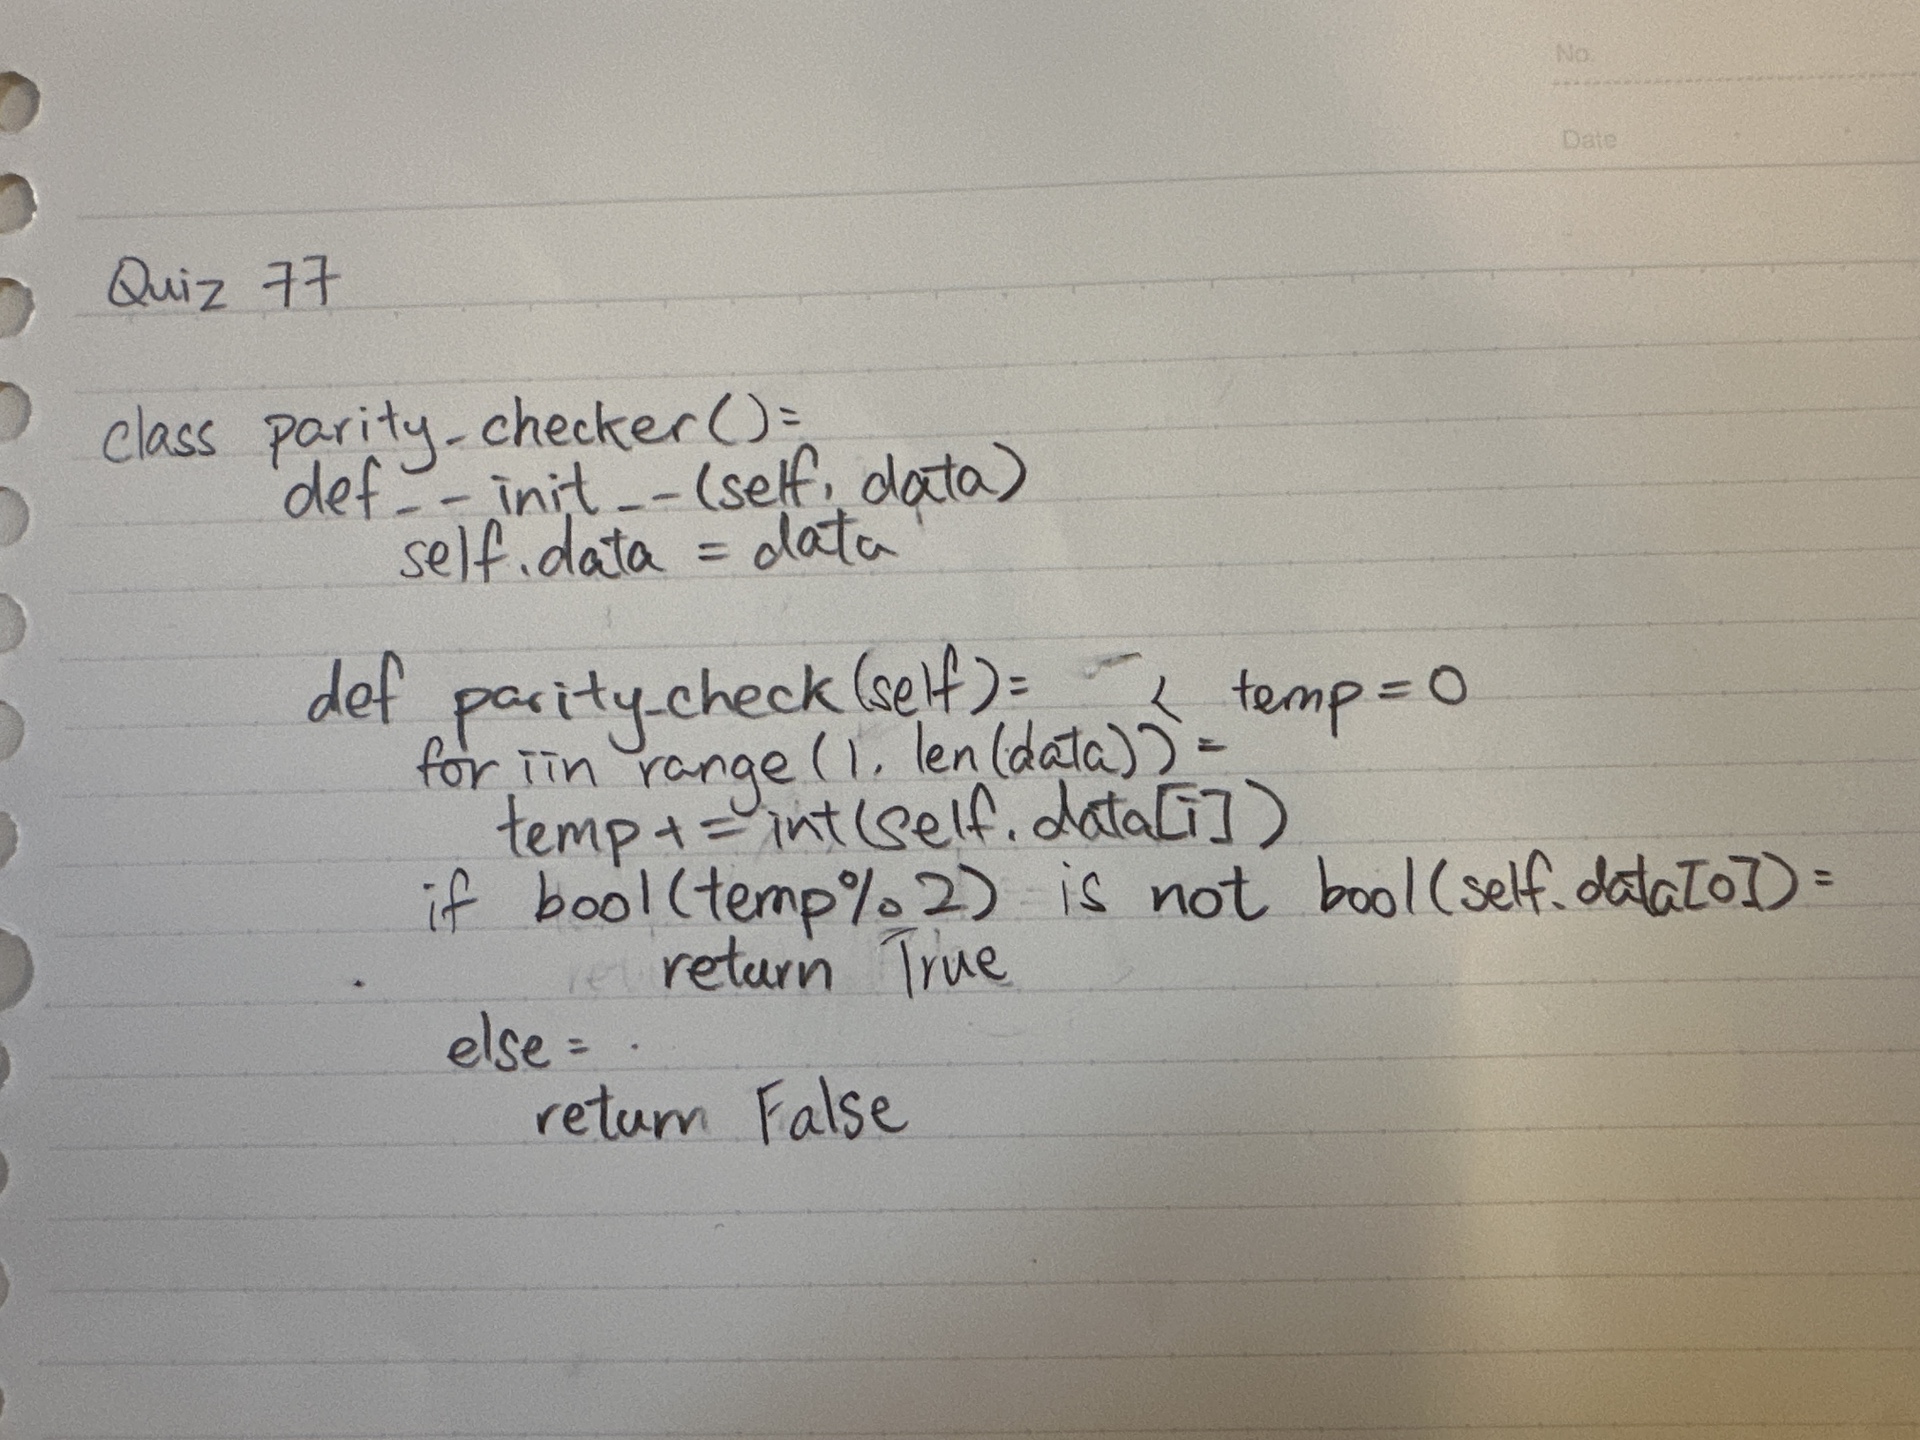 No.
Date
Quiz 77
class parity_checker():
def __init__(self, data)
self.data = data
def parity_check(self): < temp = 0
for i in range(1, len(data)):
temp += int(self.data[i])
if bool(temp%2) is not bool(self.data[0]):
return True
else:
return False